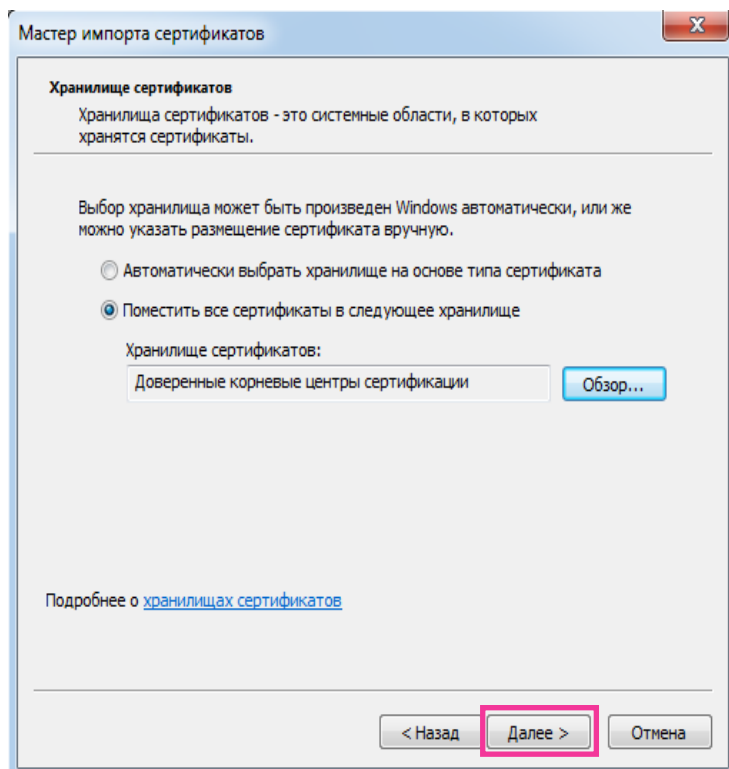 Мастер импорта сертификатов
Хранилище сертификатов
Хранилища сертификатов - это системные области, в которых
хранятся сертификаты.
Выбор хранилища может быть произведен Windows автоматически, или же
можно указать размещение сертификата вручную.
Автоматически выбрать хранилище на основе типа сертификата
Поместить все сертификаты в следующее хранилище
Хранилище сертификатов:
Доверенные корневые центры сертификации
Обзор...
Подробнее о хранилищах сертификатов
< Назад
Далее >
Отмена